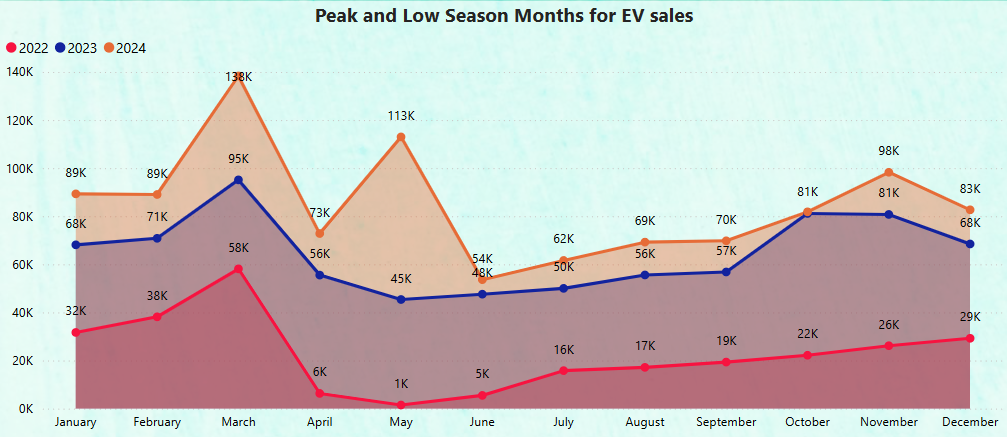 Peak and Low Season Months for EV sales
2022 2023 2024
140K
120K
100K
80K
60K
40K
20K
0K
89K 89K 138K 73K 113K 54K 62K 69K 70K 81K 98K 83K
68K 71K 95K 56K 45K 48K 50K 56K 57K 81K 68K
32K 38K 58K 6K 1K 5K 16K 17K 19K 22K 26K 29K
January February March April May June July August September October November December